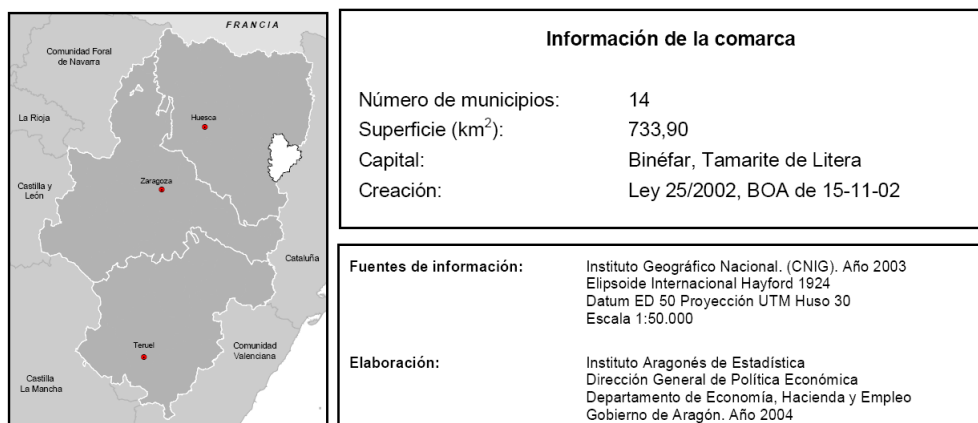 FRANCIA
Comunidad Foral
de Navarra
La Rioja
Huesca
Zaragoza
Castilla y
León
Cataluña
Teruel
Comunidad
Valenciana
Castilla
La Mancha
Información de la comarca
Número de municipios: 14
Superficie (km²): 733,90
Capital: Binéfar, Tamarite de Litera
Creación: Ley 25/2002, BOA de 15-11-02
Fuentes de información: Instituto Geográfico Nacional. (CNIG). Año 2003
Elipsoide Internacional Hayford 1924
Datum ED 50 Proyección UTM Huso 30
Escala 1:50.000
Elaboración: Instituto Aragonés de Estadística
Dirección General de Política Económica
Departamento de Economía, Hacienda y Empleo
Gobierno de Aragón. Año 2004